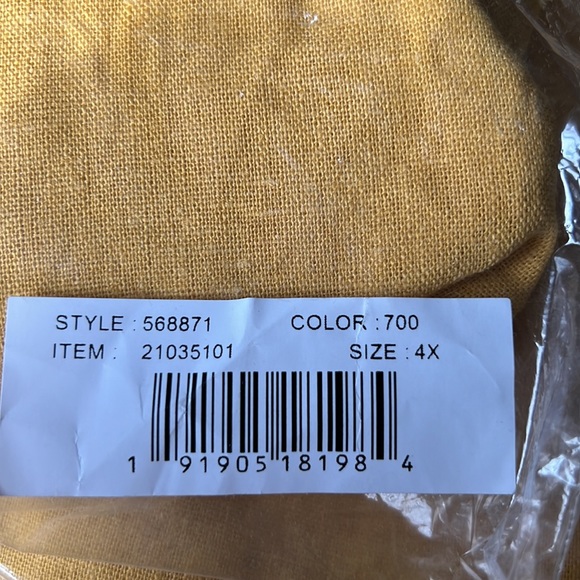 STYLE : 568871 COLOR : 700
ITEM : 21035101 SIZE : 4X
1 91905 18198 4